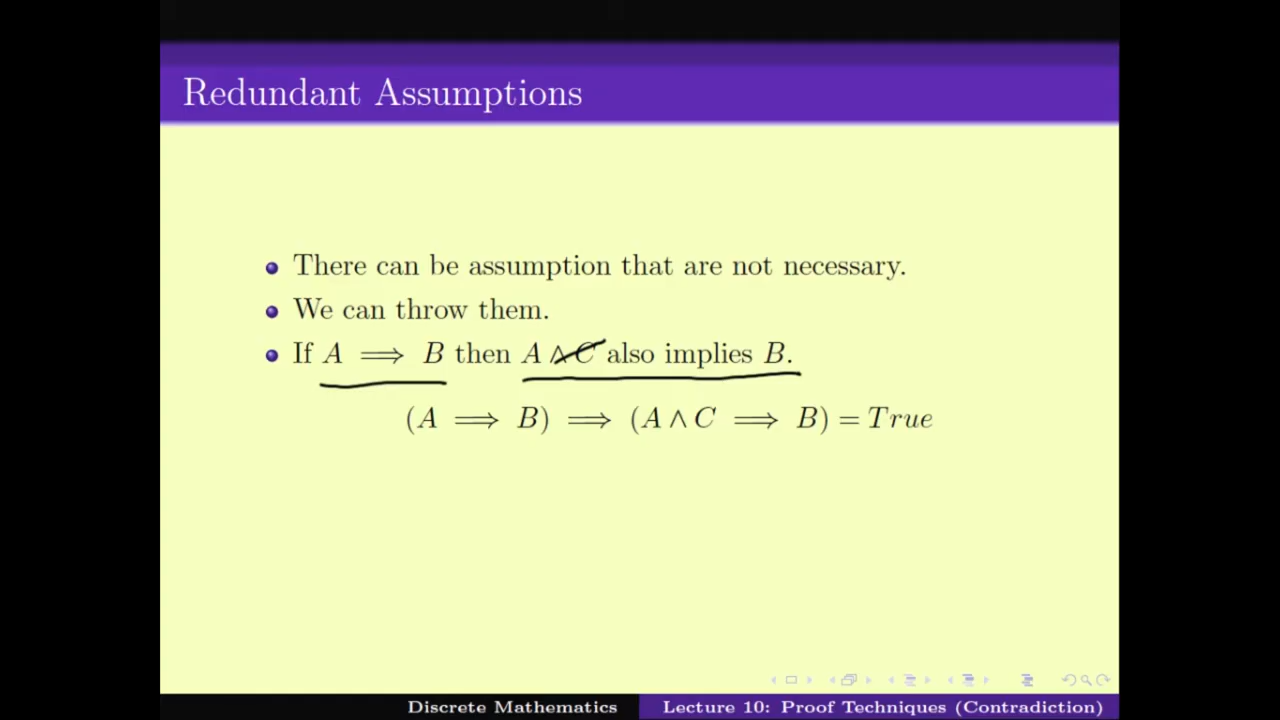 Redundant Assumptions
There can be assumption that are not necessary.
We can throw them.
If A ⟹ B then A ∧ C also implies B.
(A ⟹ B) ⟹ (A ∧ C ⟹ B) = True
Discrete Mathematics
Lecture 10: Proof Techniques (Contradiction)